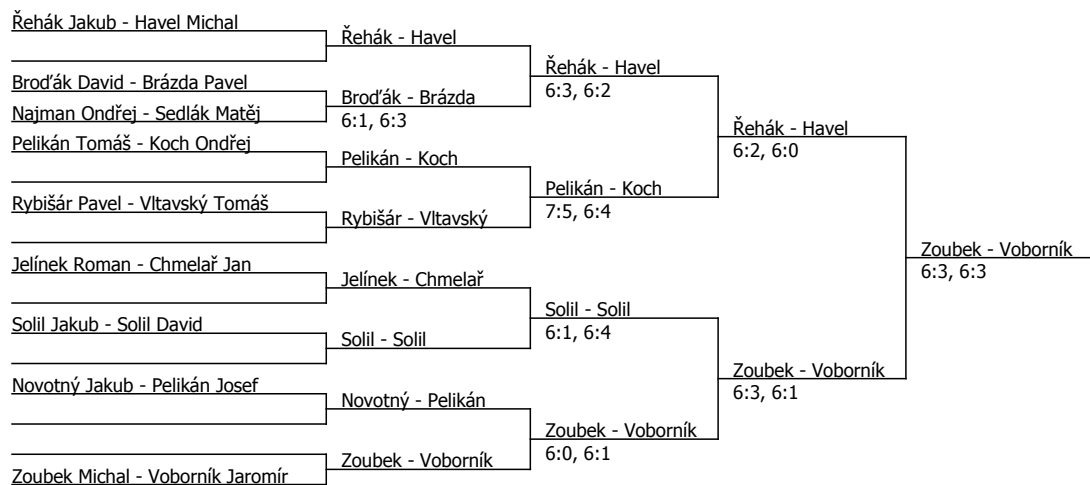 Řehák Jakub - Havel Michal
Řehák - Havel
Řehák - Havel
6:3, 6:2
Broďák David - Brázda Pavel
Broďák - Brázda
6:1, 6:3
Najman Ondřej - Sedlák Matěj
Řehák - Havel
6:2, 6:0
Pelikán Tomáš - Koch Ondřej
Pelikán - Koch
Pelikán - Koch
7:5, 6:4
Rybišár Pavel - Vltavský Tomáš
Rybišár - Vltavský
Zoubek - Voborník
6:3, 6:3
Jelínek Roman - Chmelař Jan
Jelínek - Chmelař
Solil - Solil
6:1, 6:4
Solil Jakub - Solil David
Solil - Solil
Zoubek - Voborník
6:3, 6:1
Novotný Jakub - Pelikán Josef
Novotný - Pelikán
Zoubek - Voborník
6:0, 6:1
Zoubek - Voborník
Zoubek Michal - Voborník Jaromír